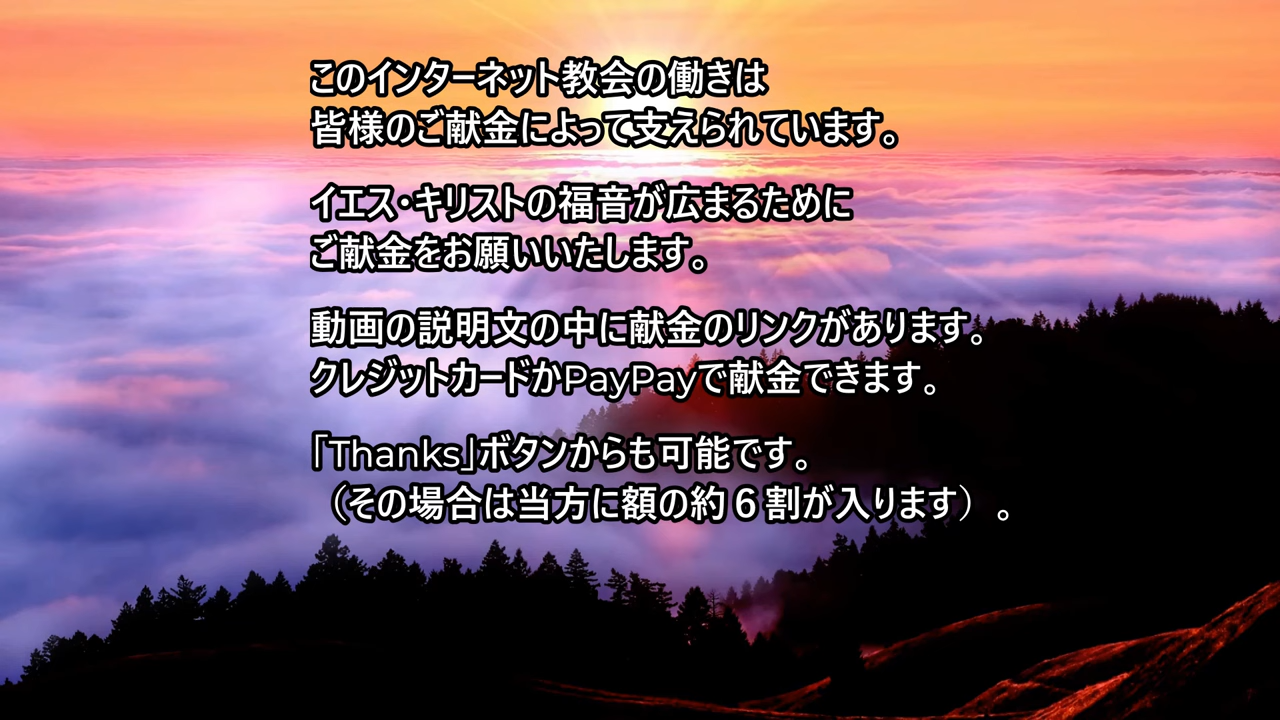 このインターネット教会の働きは
皆様のご献金によって支えられています。
イエス・キリストの福音が広まるために
ご献金をお願いいたします。
動画の説明文の中に献金のリンクがあります。
クレジットカードかPayPayで献金できます。
「Thanks」ボタンからも可能です。
（その場合は当方に額の約６割が入ります）。